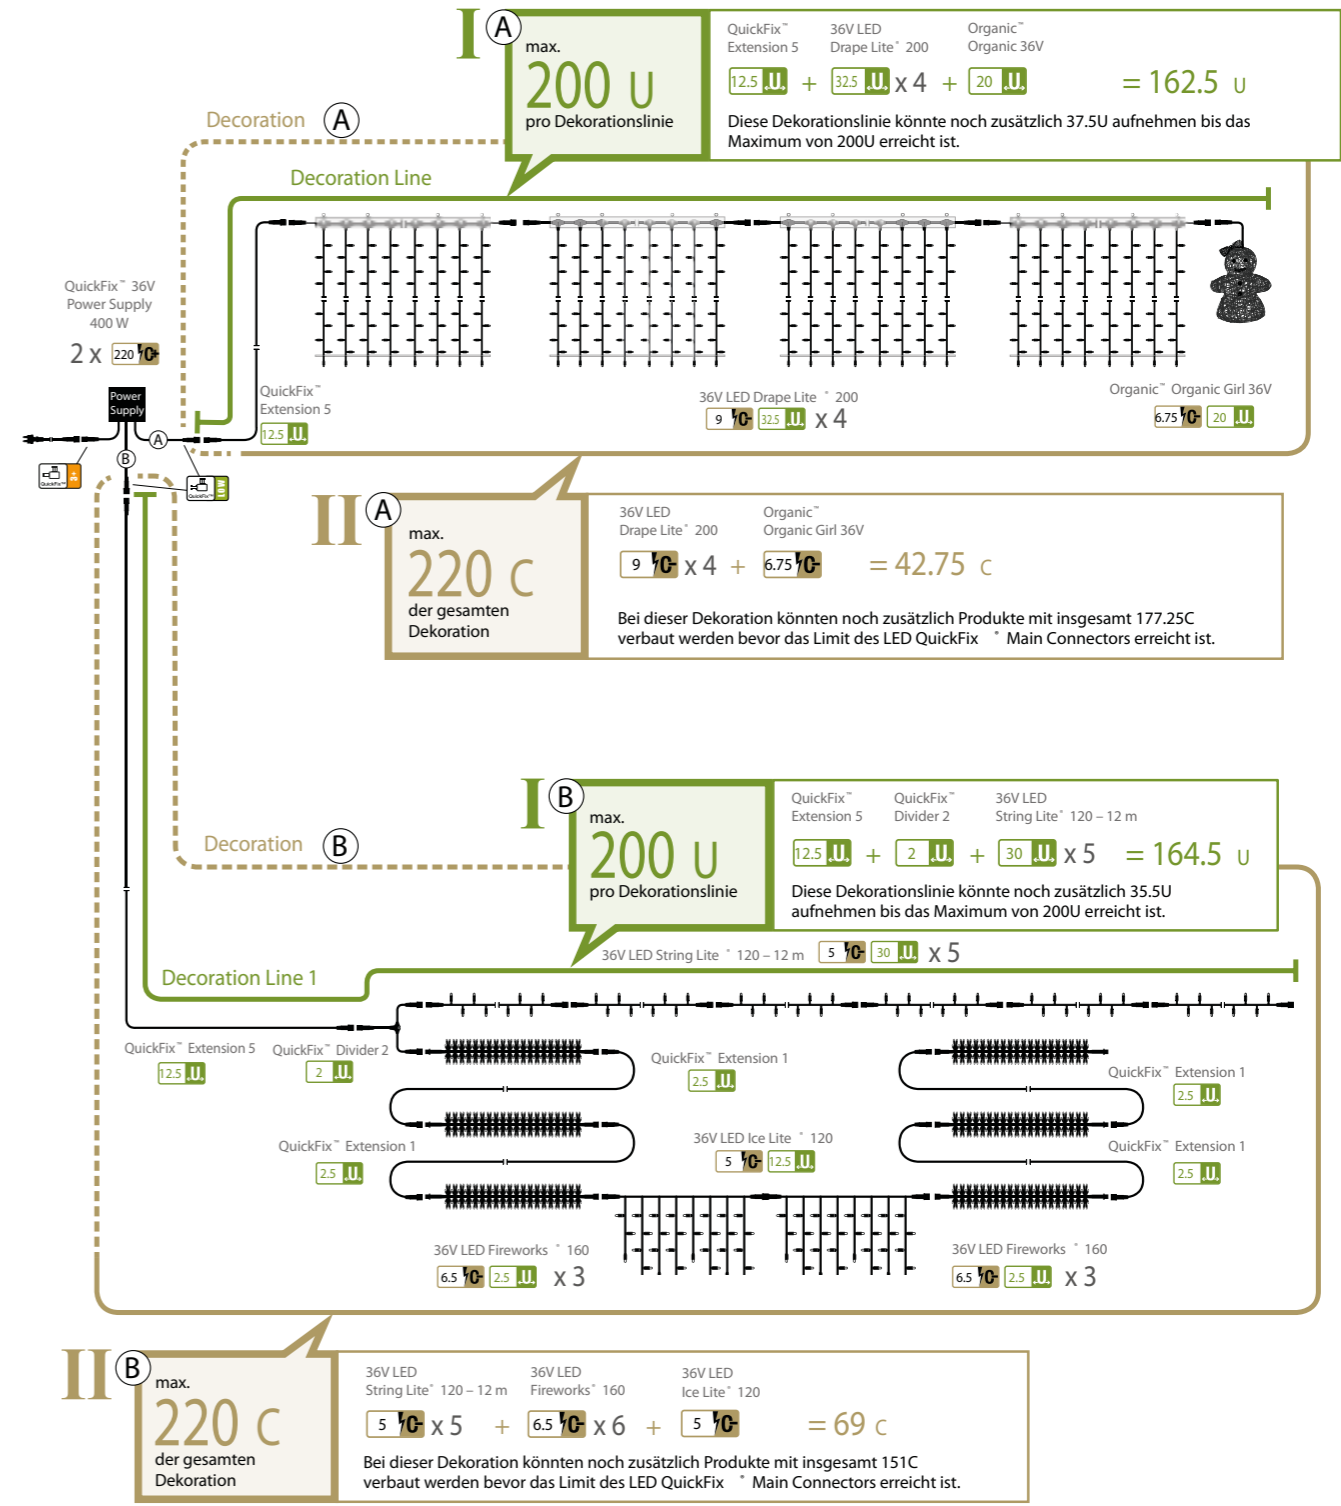 I A
max.
200 U
pro Dekorationslinie
QuickFix™ 36V LED Organic™
Extension 5 Drape Lite® 200 Organic 36V
12.5 U + 32.5 U x 4 + 20 U = 162.5 U
Diese Dekorationslinie könnte noch zusätzlich 37.5U aufnehmen bis das
Maximum von 200U erreicht ist.
Decoration A
Decoration Line
QuickFix™ 36V
Power Supply
400 W
2 x 220 C
Power
Supply
A
B
QuickFix™ 3+
QuickFix™ LOW
QuickFix™
Extension 5
12.5 U
36V LED Drape Lite® 200
9 C 32.5 U x 4
Organic™ Organic Girl 36V
6.75 C 20 U
II A
max.
220 C
der gesamten
Dekoration
36V LED Organic™
Drape Lite® 200 Organic Girl 36V
9 C x 4 + 6.75 C = 42.75 C
Bei dieser Dekoration könnten noch zusätzlich Produkte mit insgesamt 177.25C
verbaut werden bevor das Limit des LED QuickFix® Main Connectors erreicht ist.
I B
max.
200 U
pro Dekorationslinie
QuickFix™ QuickFix™ 36V LED
Extension 5 Divider 2 String Lite® 120 – 12 m
12.5 U + 2 U + 30 U x 5 = 164.5 U
Diese Dekorationslinie könnte noch zusätzlich 35.5U
aufnehmen bis das Maximum von 200U erreicht ist.
Decoration B
36V LED String Lite® 120 – 12 m 5 C 30 U x 5
Decoration Line 1
QuickFix™ Extension 5
12.5 U
QuickFix™ Divider 2
2 U
QuickFix™ Extension 1
2.5 U
QuickFix™ Extension 1
2.5 U
QuickFix™ Extension 1
2.5 U
36V LED Ice Lite® 120
5 C 12.5 U
QuickFix™ Extension 1
2.5 U
36V LED Fireworks® 160
6.5 C 2.5 U x 3
36V LED Fireworks® 160
6.5 C 2.5 U x 3
II B
max.
220 C
der gesamten
Dekoration
36V LED 36V LED 36V LED
String Lite® 120 – 12 m Fireworks® 160 Ice Lite® 120
5 C x 5 + 6.5 C x 6 + 5 C = 69 C
Bei dieser Dekoration könnten noch zusätzlich Produkte mit insgesamt 151C
verbaut werden bevor das Limit des LED QuickFix® Main Connectors erreicht ist.